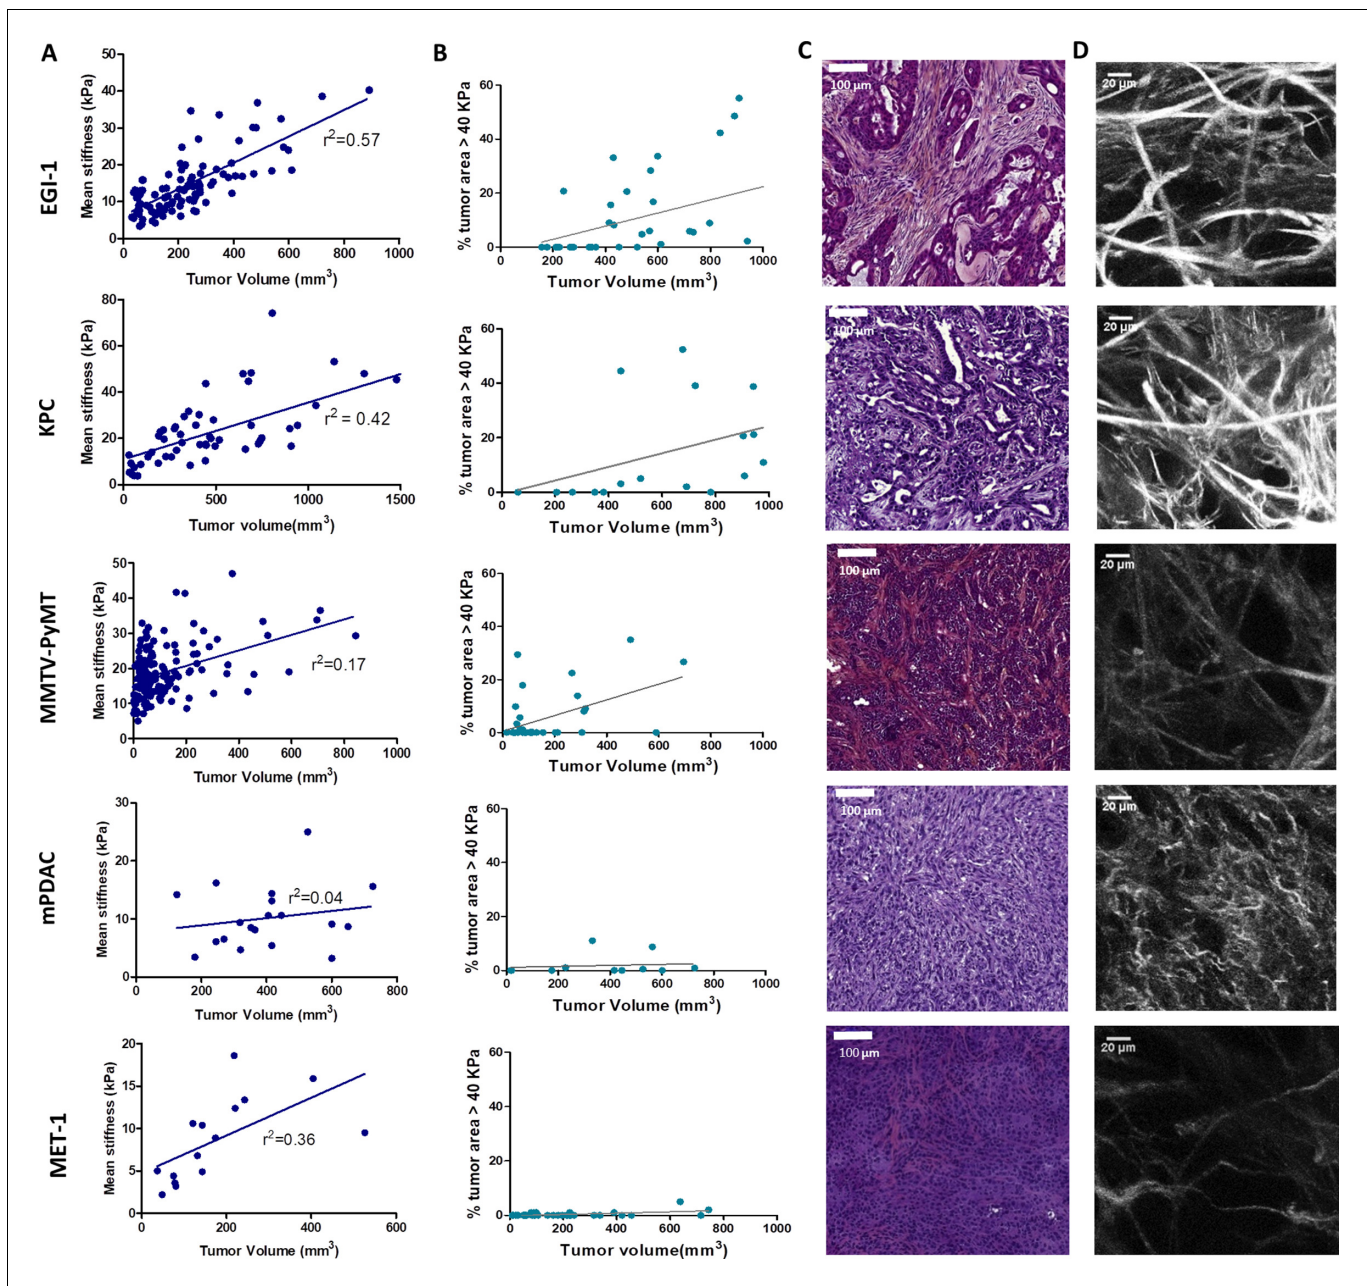 A
B
C
D
EGI-1
Mean stiffness (kPa)
50
40
30
20
10
0
r²=0.57
0 200 400 600 800 1000
Tumor Volume (mm³)
% tumor area > 40 KPa
60
40
20
0
0 200 400 600 800 1000
Tumor Volume (mm³)
100 µm
20 µm
KPC
Mean stiffness (kPa)
80
60
40
20
0
r² = 0.42
0 500 1000 1500
Tumor volume(mm³)
% tumor area > 40 KPa
60
40
20
0
0 200 400 600 800 1000
Tumor Volume (mm³)
100 µm
20 µm
MMTV-PyMT
Mean stiffness (kPa)
50
40
30
20
10
0
r²=0.17
0 200 400 600 800 1000
Tumor Volume (mm³)
% tumor area > 40 KPa
60
40
20
0
0 200 400 600 800 1000
Tumor Volume (mm³)
100 µm
20 µm
mPDAC
Mean stiffness (kPa)
30
20
10
0
r²=0.04
0 200 400 600 800
Tumor Volume (mm³)
% tumor area > 40 KPa
60
40
20
0
0 200 400 600 800 1000
Tumor Volume (mm³)
100 µm
20 µm
MET-1
Mean stiffness (kPa)
20
15
10
5
0
r²=0.36
0 200 400 600
Tumor Volume (mm³)
% tumor area > 40 KPa
60
40
20
0
0 200 400 600 800 1000
Tumor volume(mm³)
100 µm
20 µm